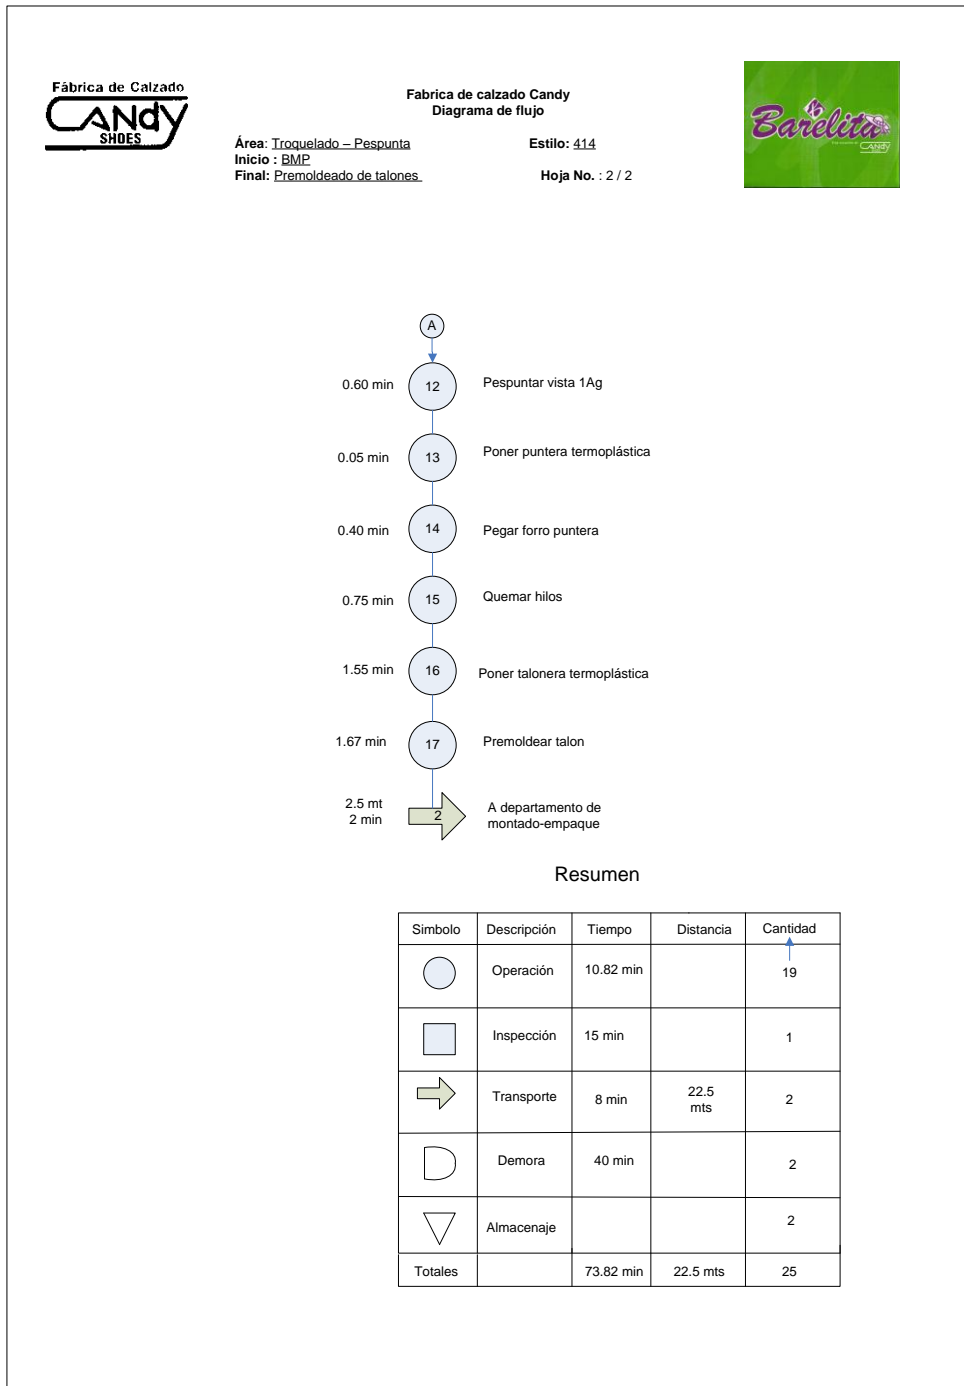 Fábrica de Calzado
CANdy
SHOES
Fabrica de calzado Candy
Diagrama de flujo
Área: Troquelado – Pespunta
Estilo: 414
Inicio : BMP
Final: Premoldeado de talones
Hoja No. : 2 / 2
Barelita
CANdy
A
0.60 min
12
Pespuntar vista 1Ag
0.05 min
13
Poner puntera termoplástica
0.40 min
14
Pegar forro puntera
0.75 min
15
Quemar hilos
1.55 min
16
Poner talonera termoplástica
1.67 min
17
Premoldear talon
2.5 mt
2 min
2
A departamento de
montado-empaque
Resumen
Simbolo Descripción Tiempo Distancia Cantidad
Operación 10.82 min 19
Inspección 15 min 1
Transporte 8 min 22.5
mts
2
Demora 40 min 2
Almacenaje 2
Totales 73.82 min 22.5 mts 25